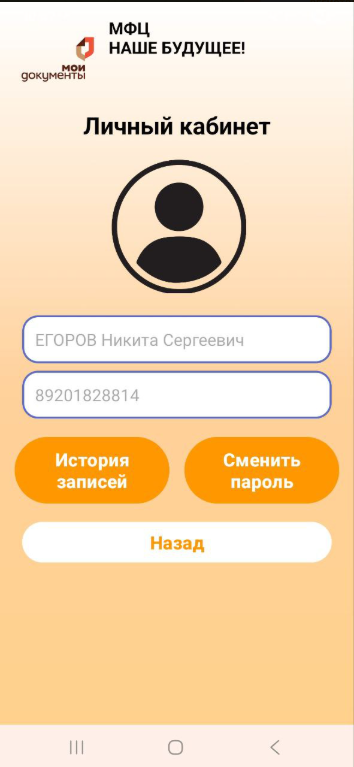 МФЦ
НАШЕ БУДУЩЕЕ!
мои
документы
Личный кабинет
ЕГОРОВ Никита Сергеевич
89201828814
История
записей
Сменить
пароль
Назад